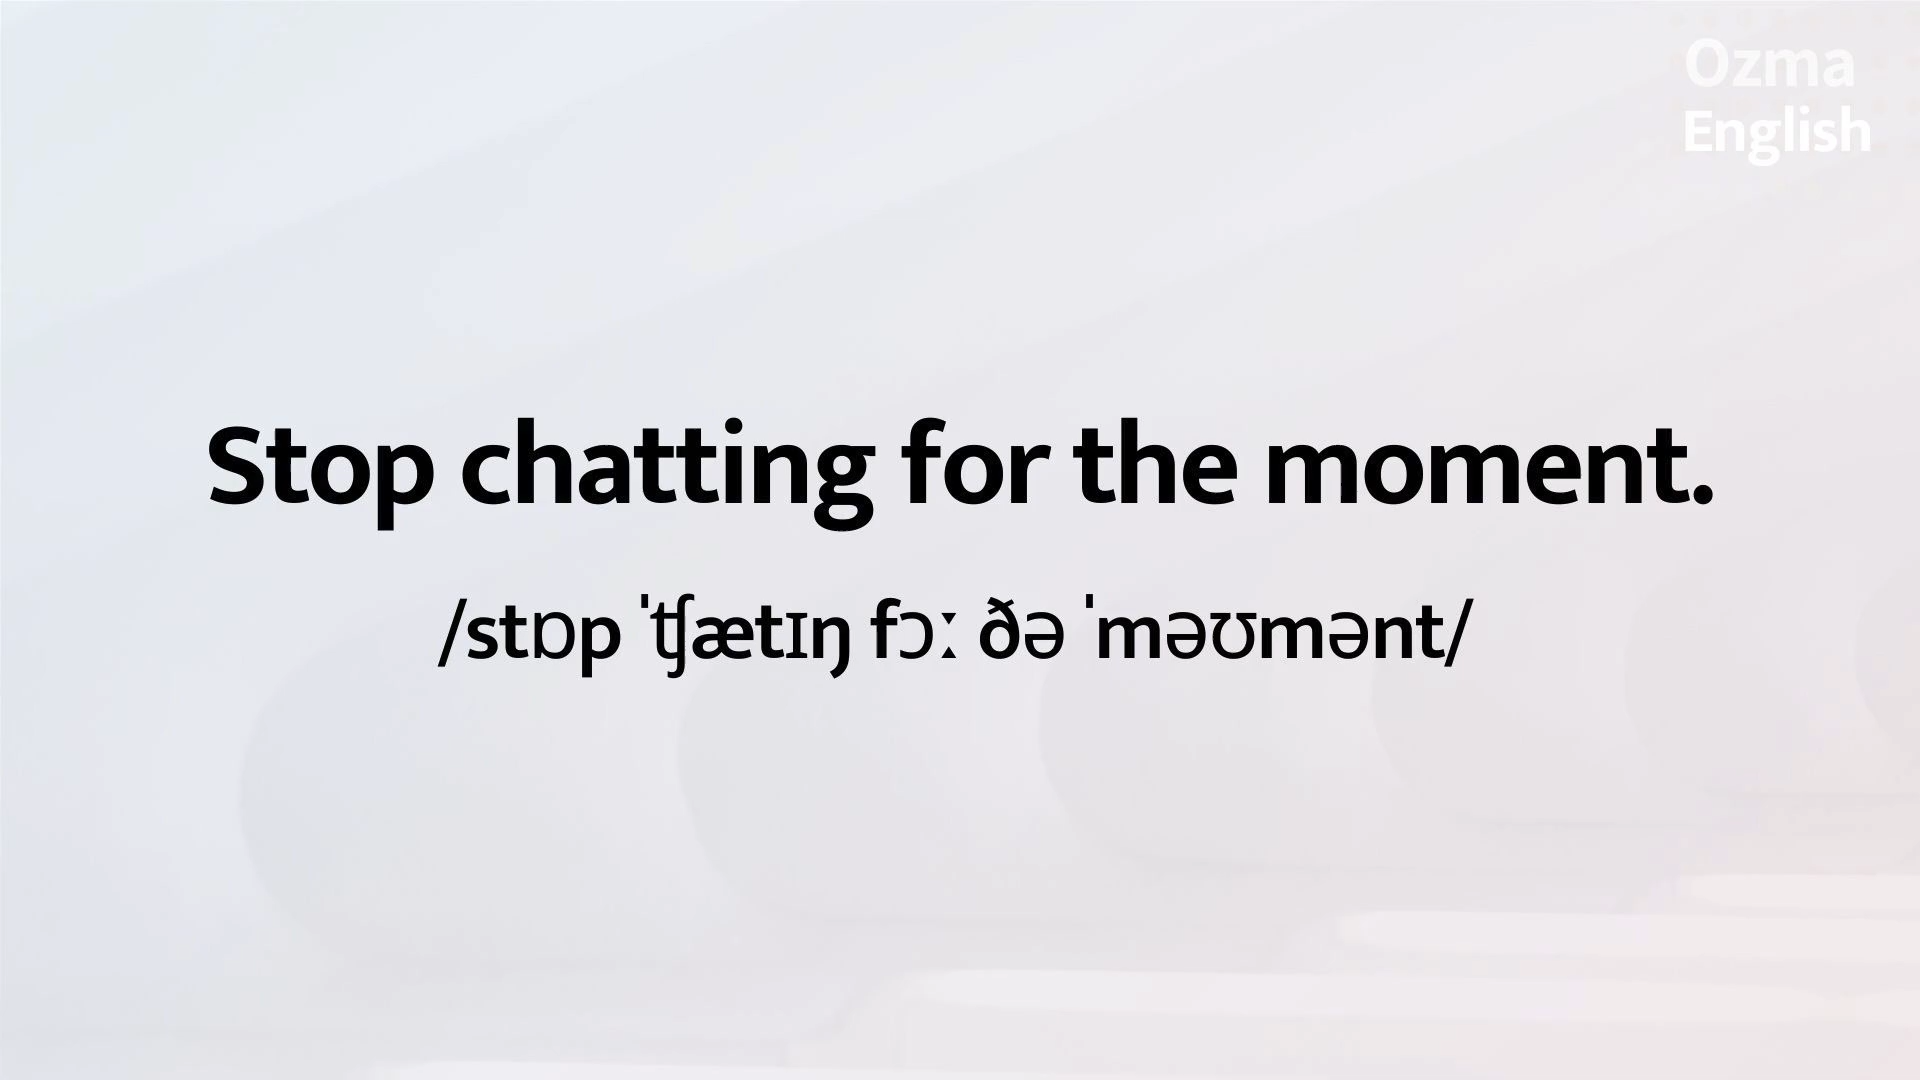 Ozma
English
Stop chatting for the moment.
/stɒp ˈʧætɪŋ fɔː ðə ˈməʊmənt/